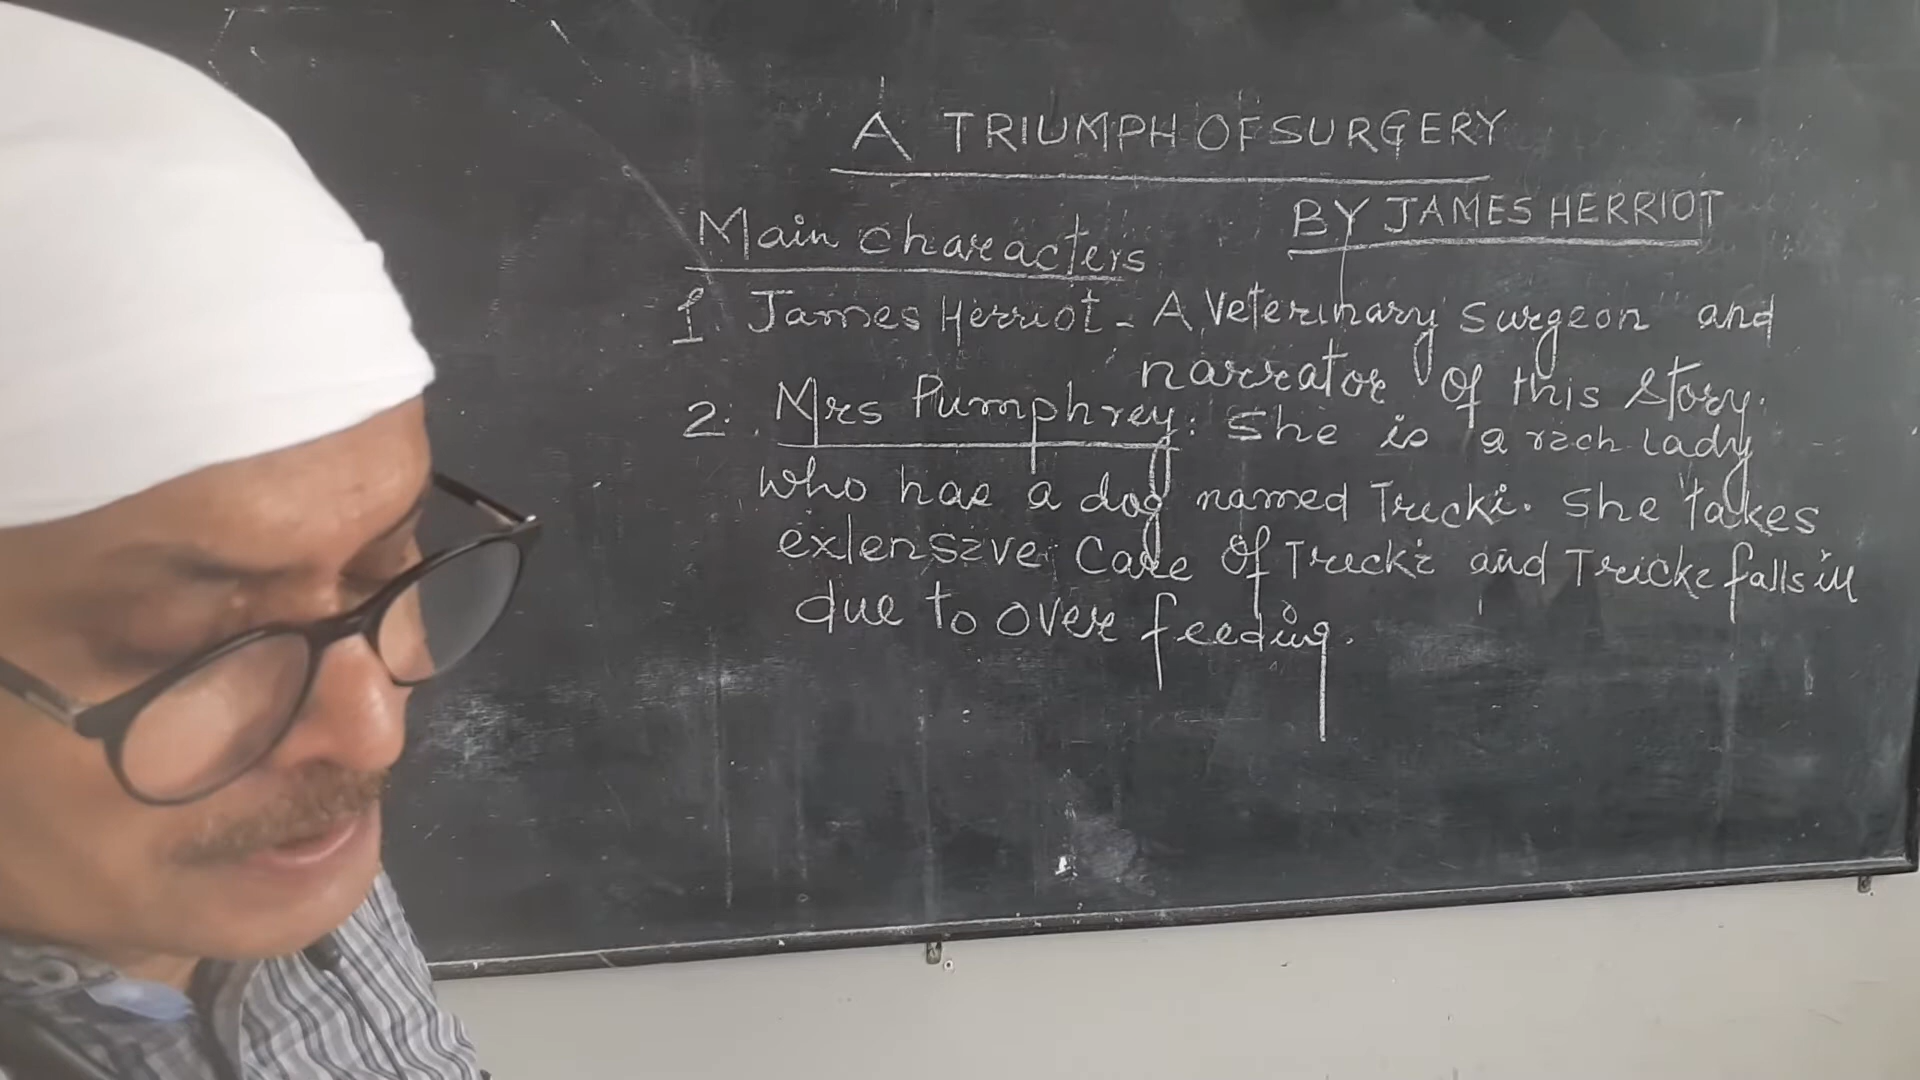 A TRIUMPH OF SURGERY
BY JAMES HERRIOT
Main characters
1. James Herriot - A Veterinary Surgeon and
narrator of this story.
2. Mrs Pumphrey: She is a rich lady
who has a dog named Tricki. She takes
extensive care of Tricki and Tricki falls ill
due to over feeding.